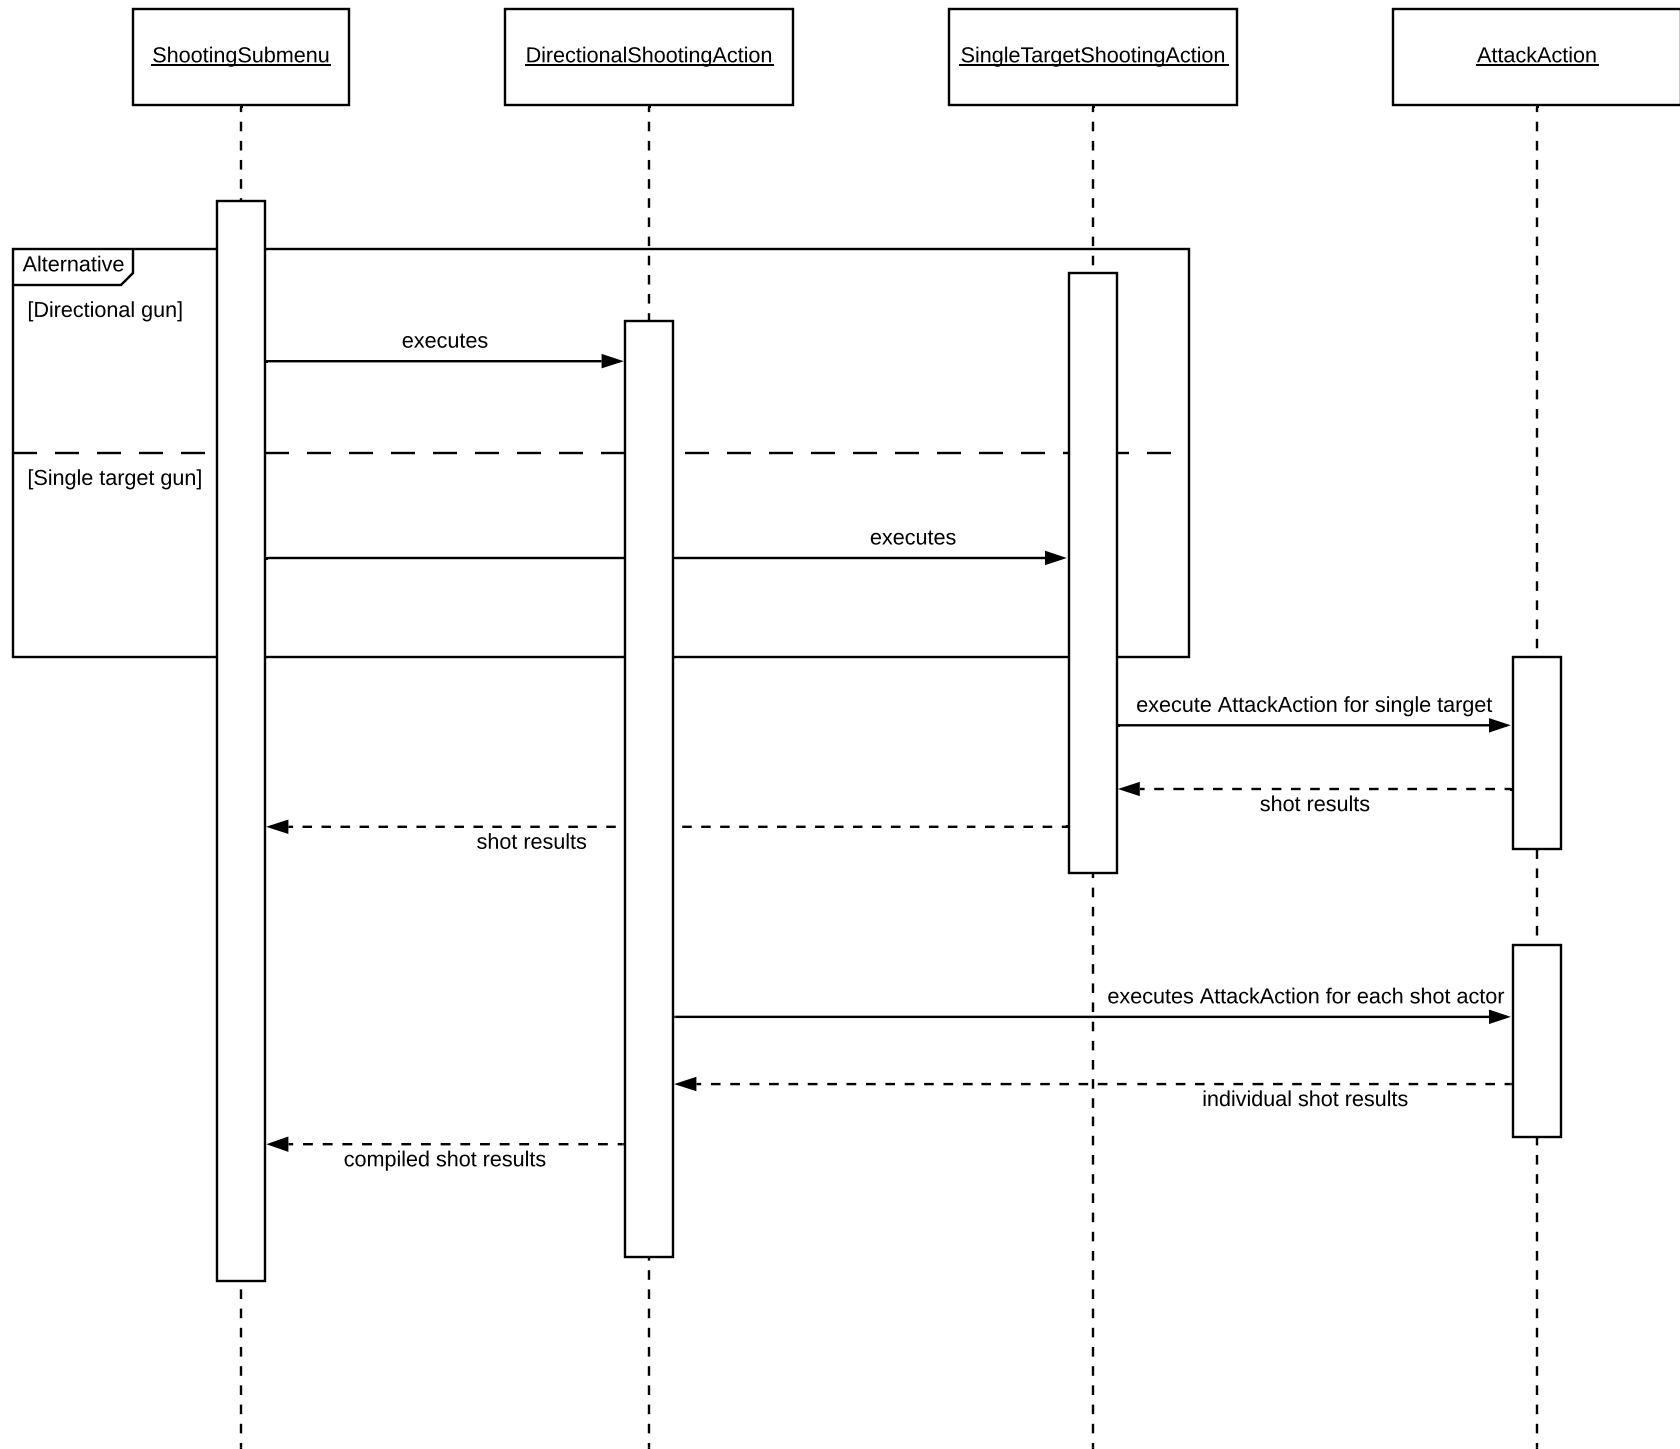 ShootingSubmenu
DirectionalShootingAction
SingleTargetShootingAction
AttackAction
Alternative
[Directional gun]
executes
[Single target gun]
executes
execute AttackAction for single target
shot results
shot results
executes AttackAction for each shot actor
individual shot results
compiled shot results